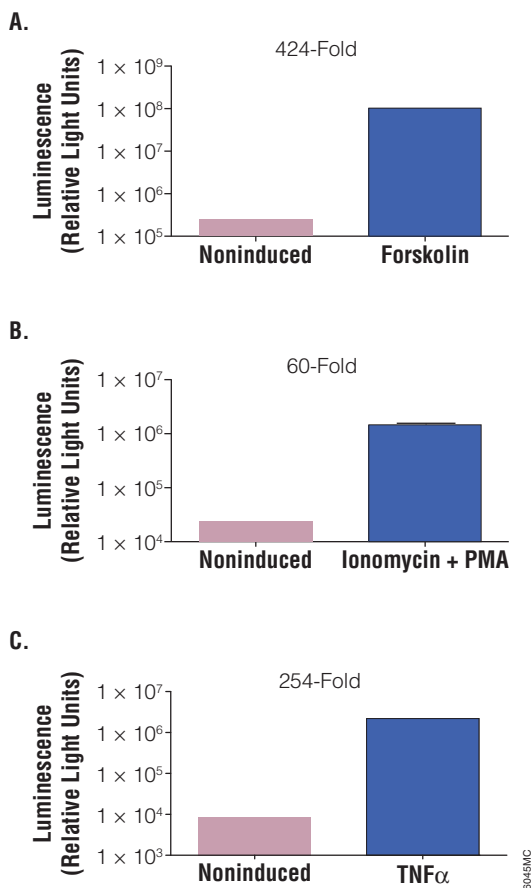 A.
424-Fold
Luminescence
(Relative Light Units)
1 × 10⁹
1 × 10⁸
1 × 10⁷
1 × 10⁶
1 × 10⁵
Noninduced
Forskolin
B.
60-Fold
Luminescence
(Relative Light Units)
1 × 10⁷
1 × 10⁶
1 × 10⁵
1 × 10⁴
Noninduced
Ionomycin + PMA
C.
254-Fold
Luminescence
(Relative Light Units)
1 × 10⁷
1 × 10⁶
1 × 10⁵
1 × 10⁴
1 × 10³
Noninduced
TNFα